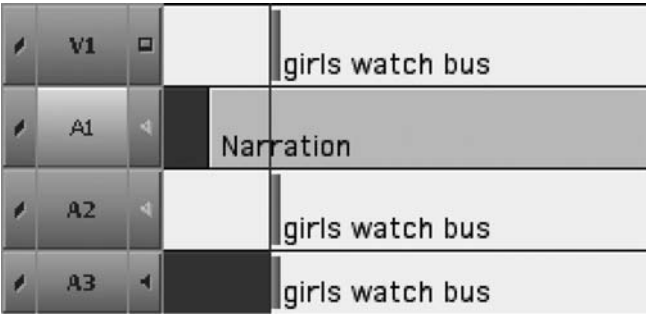 V1 girls watch bus
A1 Narration
A2 girls watch bus
A3 girls watch bus